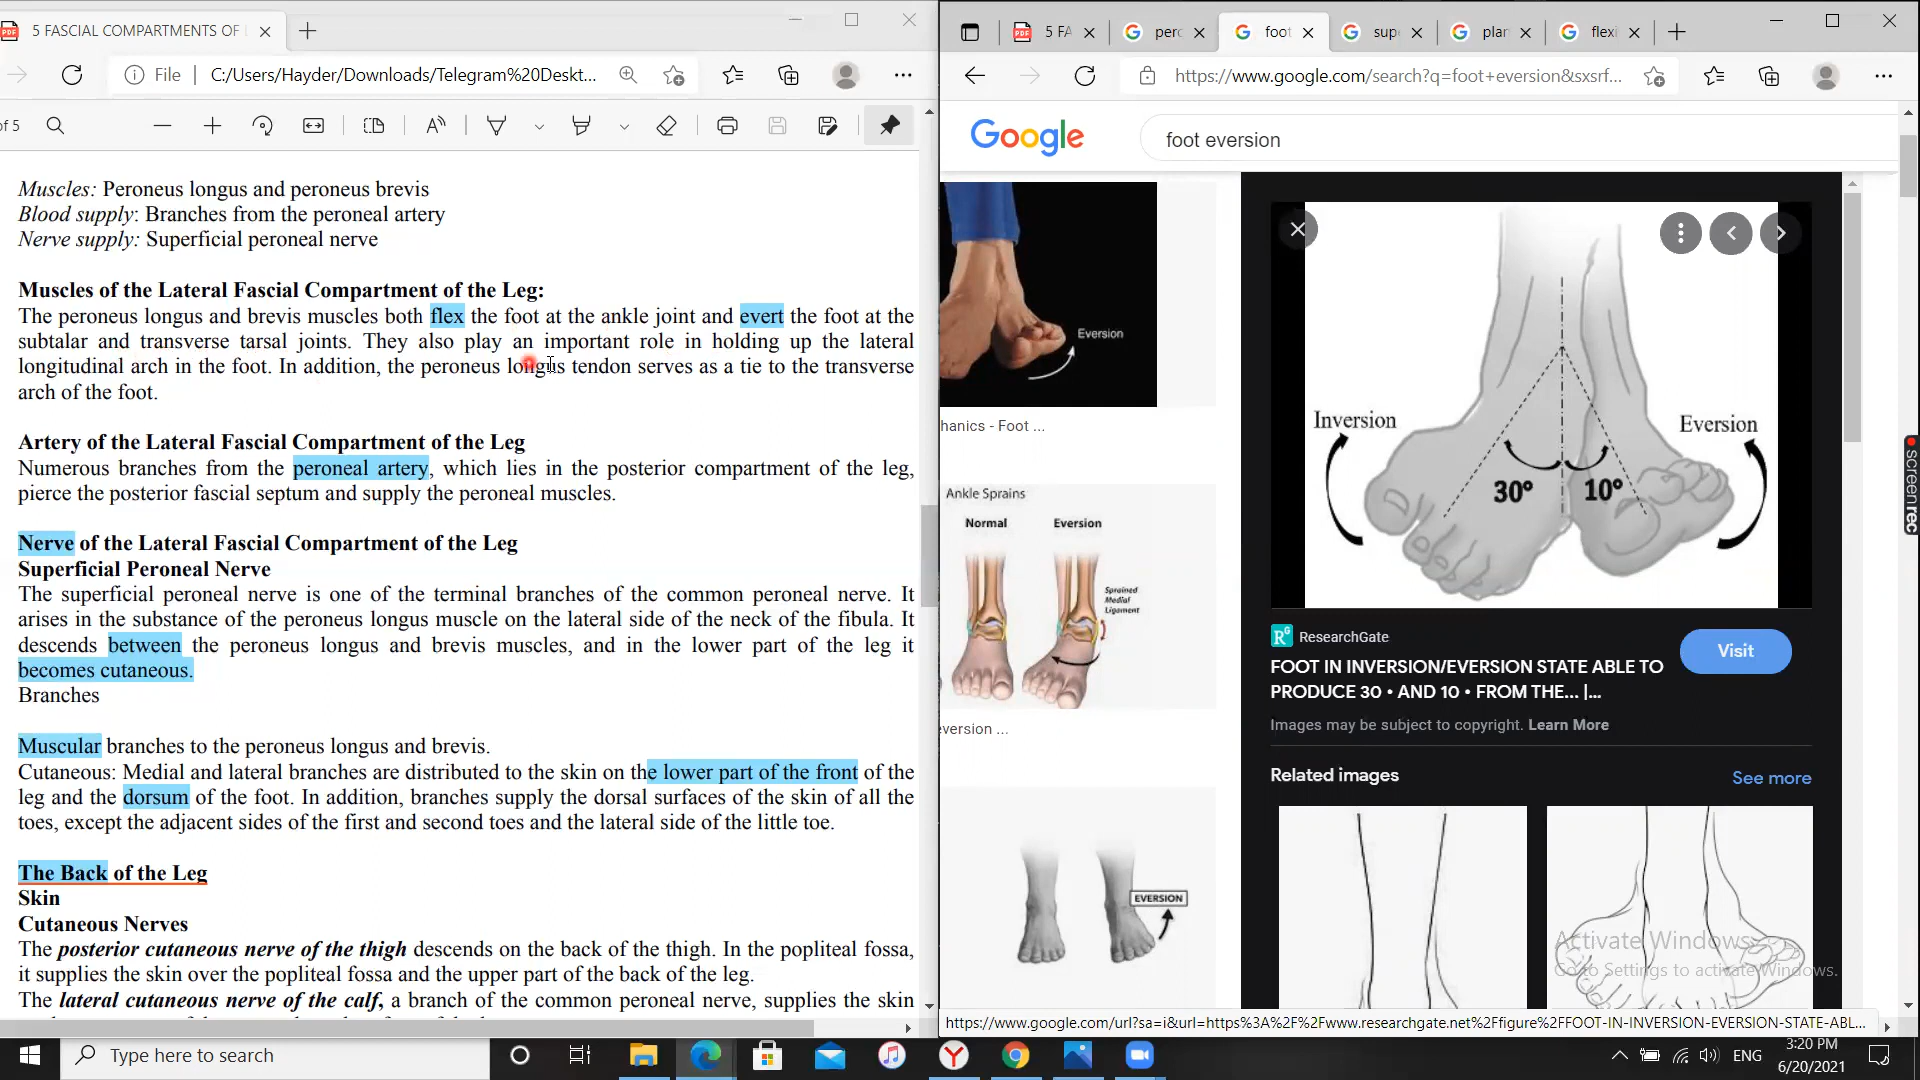 5 FASCIAL COMPARTMENTS OF
File
C:/Users/Hayder/Downloads/Telegram%20Deskt...
of 5
Muscles: Peroneus longus and peroneus brevis
Blood supply: Branches from the peroneal artery
Nerve supply: Superficial peroneal nerve
Muscles of the Lateral Fascial Compartment of the Leg:
The peroneus longus and brevis muscles both flex the foot at the ankle joint and evert the foot at the
subtalar and transverse tarsal joints. They also play an important role in holding up the lateral
longitudinal arch in the foot. In addition, the peroneus longus tendon serves as a tie to the transverse
arch of the foot.
Artery of the Lateral Fascial Compartment of the Leg
Numerous branches from the peroneal artery, which lies in the posterior compartment of the leg,
pierce the posterior fascial septum and supply the peroneal muscles.
Nerve of the Lateral Fascial Compartment of the Leg
Superficial Peroneal Nerve
The superficial peroneal nerve is one of the terminal branches of the common peroneal nerve. It
arises in the substance of the peroneus longus muscle on the lateral side of the neck of the fibula. It
descends between the peroneus longus and brevis muscles, and in the lower part of the leg it
becomes cutaneous.
Branches
Muscular branches to the peroneus longus and brevis.
Cutaneous: Medial and lateral branches are distributed to the skin on the lower part of the front of the
leg and the dorsum of the foot. In addition, branches supply the dorsal surfaces of the skin of all the
toes, except the adjacent sides of the first and second toes and the lateral side of the little toe.
The Back of the Leg
Skin
Cutaneous Nerves
The posterior cutaneous nerve of the thigh descends on the back of the thigh. In the popliteal fossa,
it supplies the skin over the popliteal fossa and the upper part of the back of the leg.
The lateral cutaneous nerve of the calf, a branch of the common peroneal nerve, supplies the skin
5 FA
perc
foot
sup
plan
flexi
https://www.google.com/search?q=foot+eversion&sxsrf...
Google
foot eversion
Eversion
hanics - Foot ...
Ankle Sprains
Normal
Eversion
Sprained
Medial
Ligament
eversion ...
EVERSION
Inversion
Eversion
30°
10°
ResearchGate
FOOT IN INVERSION/EVERSION STATE ABLE TO
PRODUCE 30 • AND 10 • FROM THE... |...
Visit
Images may be subject to copyright. Learn More
Related images
See more
Activate Windows
Go to Settings to activate Windows.
https://www.google.com/url?sa=i&url=https%3A%2F%2Fwww.researchgate.net%2Ffigure%2FFOOT-IN-INVERSION-EVERSION-STATE-ABL...
screenrec
Type here to search
ENG
3:20 PM
6/20/2021